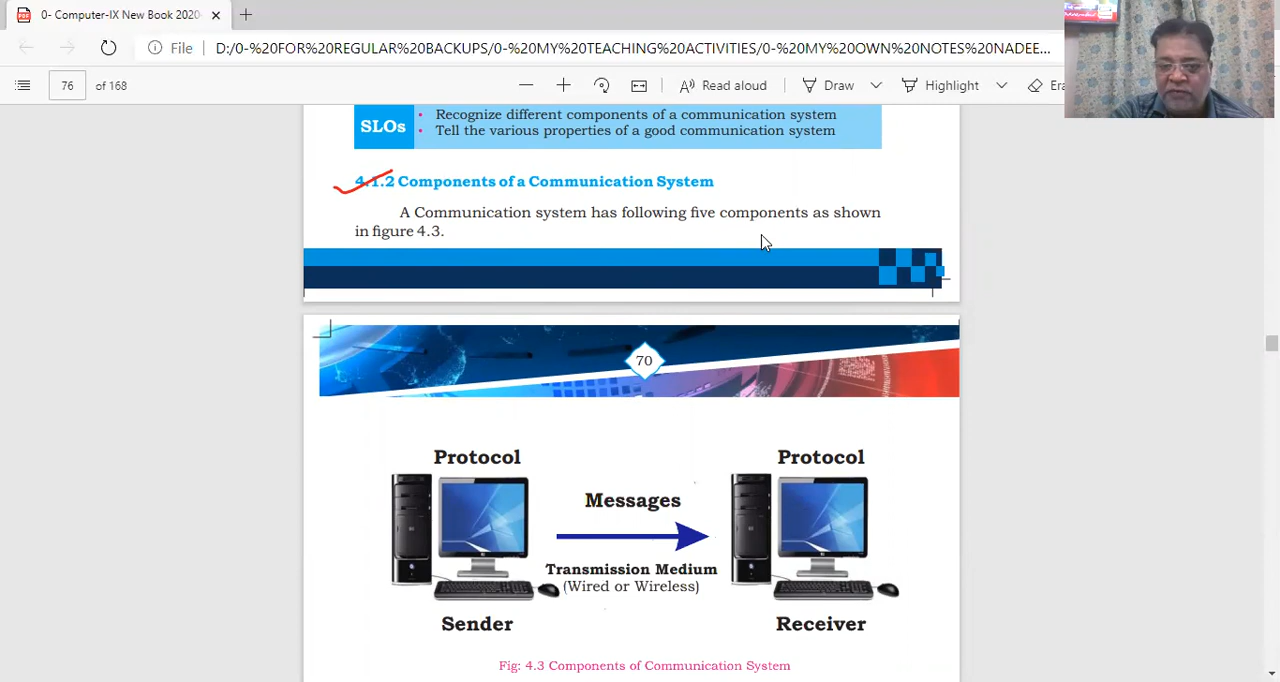 0- Computer-IX New Book 2020-
File
D:/0-%20FOR%20REGULAR%20BACKUPS/0-%20MY%20TEACHING%20ACTIVITIES/0-%20MY%20OWN%20NOTES%20NADEE...
76 of 168
Read aloud
Draw
Highlight
Era
SLOs
• Recognize different components of a communication system
• Tell the various properties of a good communication system
4.1.2 Components of a Communication System
A Communication system has following five components as shown
in figure 4.3.
70
Protocol
Protocol
Messages
Transmission Medium
(Wired or Wireless)
Sender
Receiver
Fig: 4.3 Components of Communication System